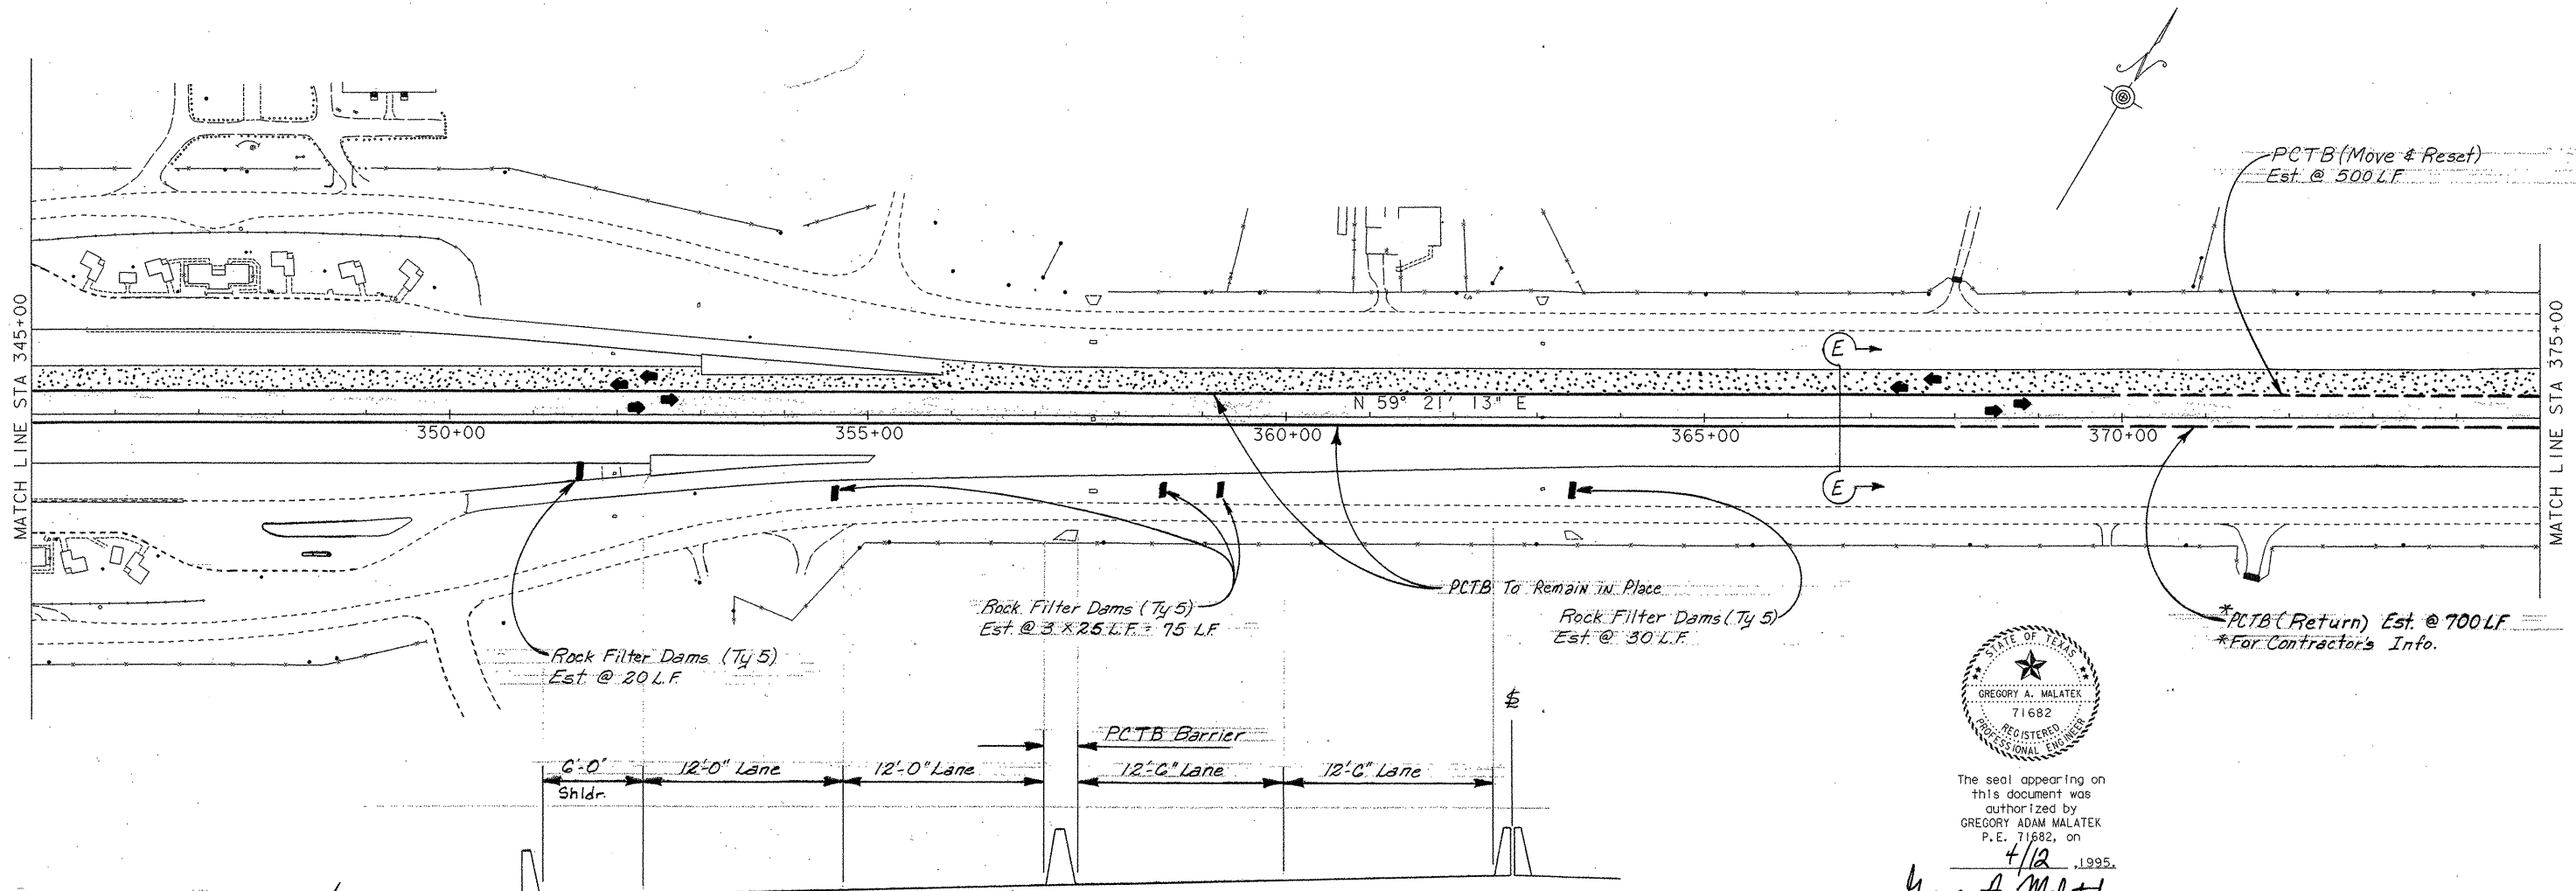 PCTB (Move & Reset)
Est. @ 500 L.F.
MATCH LINE STA 345+00
MATCH LINE STA 375+00
E
N 59° 21' 13" E
350+00
355+00
360+00
365+00
370+00
E
PCTB To Remain in Place
Rock Filter Dams (Ty 5)
Est @ 3 x 25 L.F. = 75 L.F.
Rock Filter Dams (Ty 5)
Est @ 30 L.F.
*PCTB (Return) Est. @ 700 LF
*For Contractor's Info.
Rock Filter Dams (Ty 5)
Est @ 20 L.F.
STATE OF TEXAS
GREGORY A. MALATEK
71682
REGISTERED
PROFESSIONAL ENGINEER
PCTB Barrier
6'-0"
Shldr.
12'-0" Lane
12'-0" Lane
12'-6" Lane
12'-6" Lane
The seal appearing on
this document was
authorized by
GREGORY ADAM MALATEK
P.E. 71682, on
4/12 ,1995.